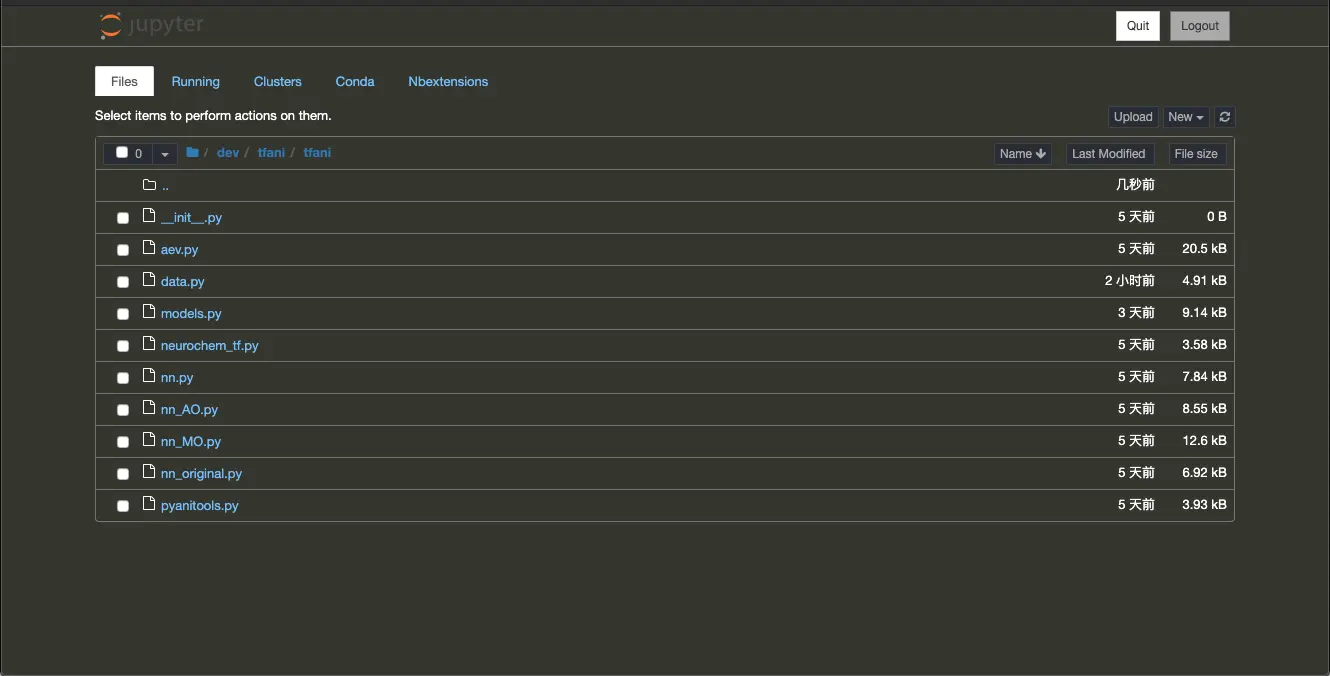 jupyter Quit Logout
Files Running Clusters Conda Nbextensions
Select items to perform actions on them. Upload New
0 / dev / tfani / tfani Name Last Modified File size
.. 几秒前
__init__.py 5 天前 0 B
aev.py 5 天前 20.5 kB
data.py 2 小时前 4.91 kB
models.py 3 天前 9.14 kB
neurochem_tf.py 5 天前 3.58 kB
nn.py 5 天前 7.84 kB
nn_AO.py 5 天前 8.55 kB
nn_MO.py 5 天前 12.6 kB
nn_original.py 5 天前 6.92 kB
pyanitools.py 5 天前 3.93 kB